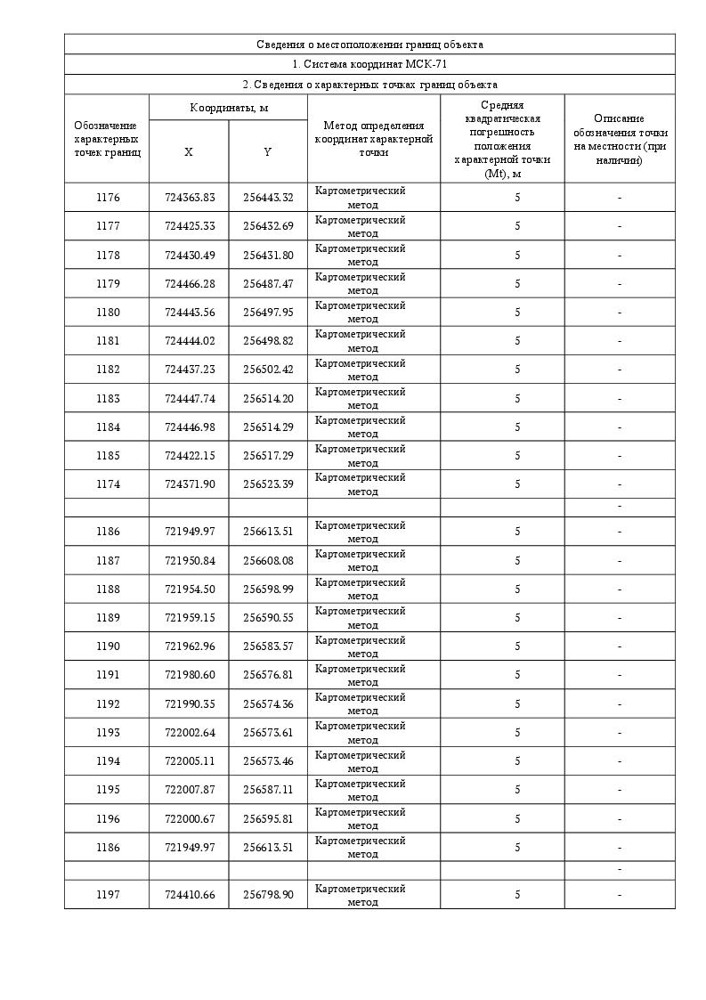 Сведения о местоположении границ объекта
1. Система координат МСК-71
2. Сведения о характерных точках границ объекта
Обозначение характерных точек границ | Координаты, м | Метод определения координат характерной точки | Средняя квадратическая погрешность положения характерной точки (Mt), м | Описание обозначения точки на местности (при наличии)
X | Y
1176 724363.83 256443.32 Картометрический метод 5 -
1177 724425.33 256432.69 Картометрический метод 5 -
1178 724430.49 256431.80 Картометрический метод 5 -
1179 724466.28 256487.47 Картометрический метод 5 -
1180 724443.56 256497.95 Картометрический метод 5 -
1181 724444.02 256498.82 Картометрический метод 5 -
1182 724437.23 256502.42 Картометрический метод 5 -
1183 724447.74 256514.20 Картометрический метод 5 -
1184 724446.98 256514.29 Картометрический метод 5 -
1185 724422.15 256517.29 Картометрический метод 5 -
1174 724371.90 256523.39 Картометрический метод 5 -
-
1186 721949.97 256613.51 Картометрический метод 5 -
1187 721950.84 256608.08 Картометрический метод 5 -
1188 721954.50 256598.99 Картометрический метод 5 -
1189 721959.15 256590.55 Картометрический метод 5 -
1190 721962.96 256583.57 Картометрический метод 5 -
1191 721980.60 256576.81 Картометрический метод 5 -
1192 721990.35 256574.36 Картометрический метод 5 -
1193 722002.64 256573.61 Картометрический метод 5 -
1194 722005.11 256573.46 Картометрический метод 5 -
1195 722007.87 256587.11 Картометрический метод 5 -
1196 722000.67 256595.81 Картометрический метод 5 -
1186 721949.97 256613.51 Картометрический метод 5 -
-
1197 724410.66 256798.90 Картометрический метод 5 -